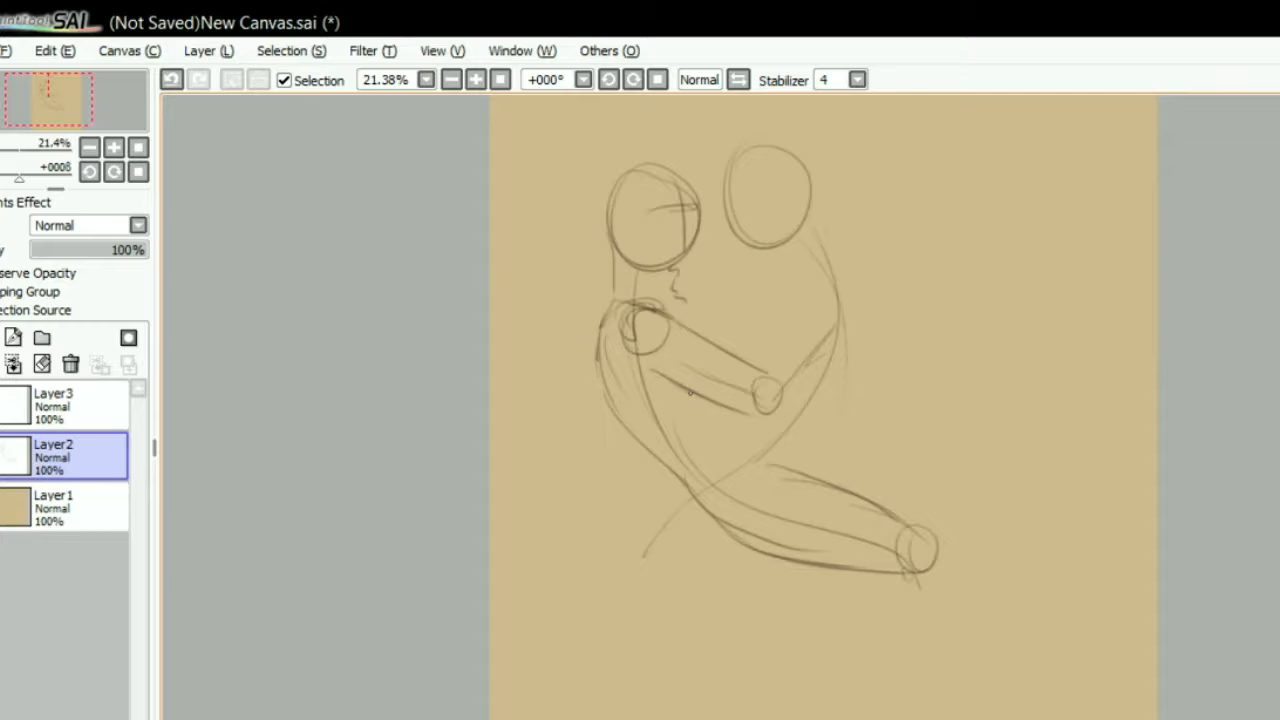 SAI (Not Saved)New Canvas.sai (*)
(F) Edit (E) Canvas (C) Layer (L) Selection (S) Filter (T) View (V) Window (W) Others (O)
Selection 21.38% +000° Normal Stabilizer 4
21.4%
+0008
nts Effect
Normal
y 100%
serve Opacity
ping Group
ection Source
Layer3
Normal
100%
Layer2
Normal
100%
Layer1
Normal
100%